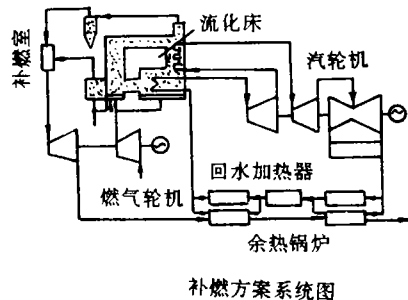 流化床
补燃室
汽轮机
回水加热器
燃气轮机
余热锅炉
补燃方案系统图